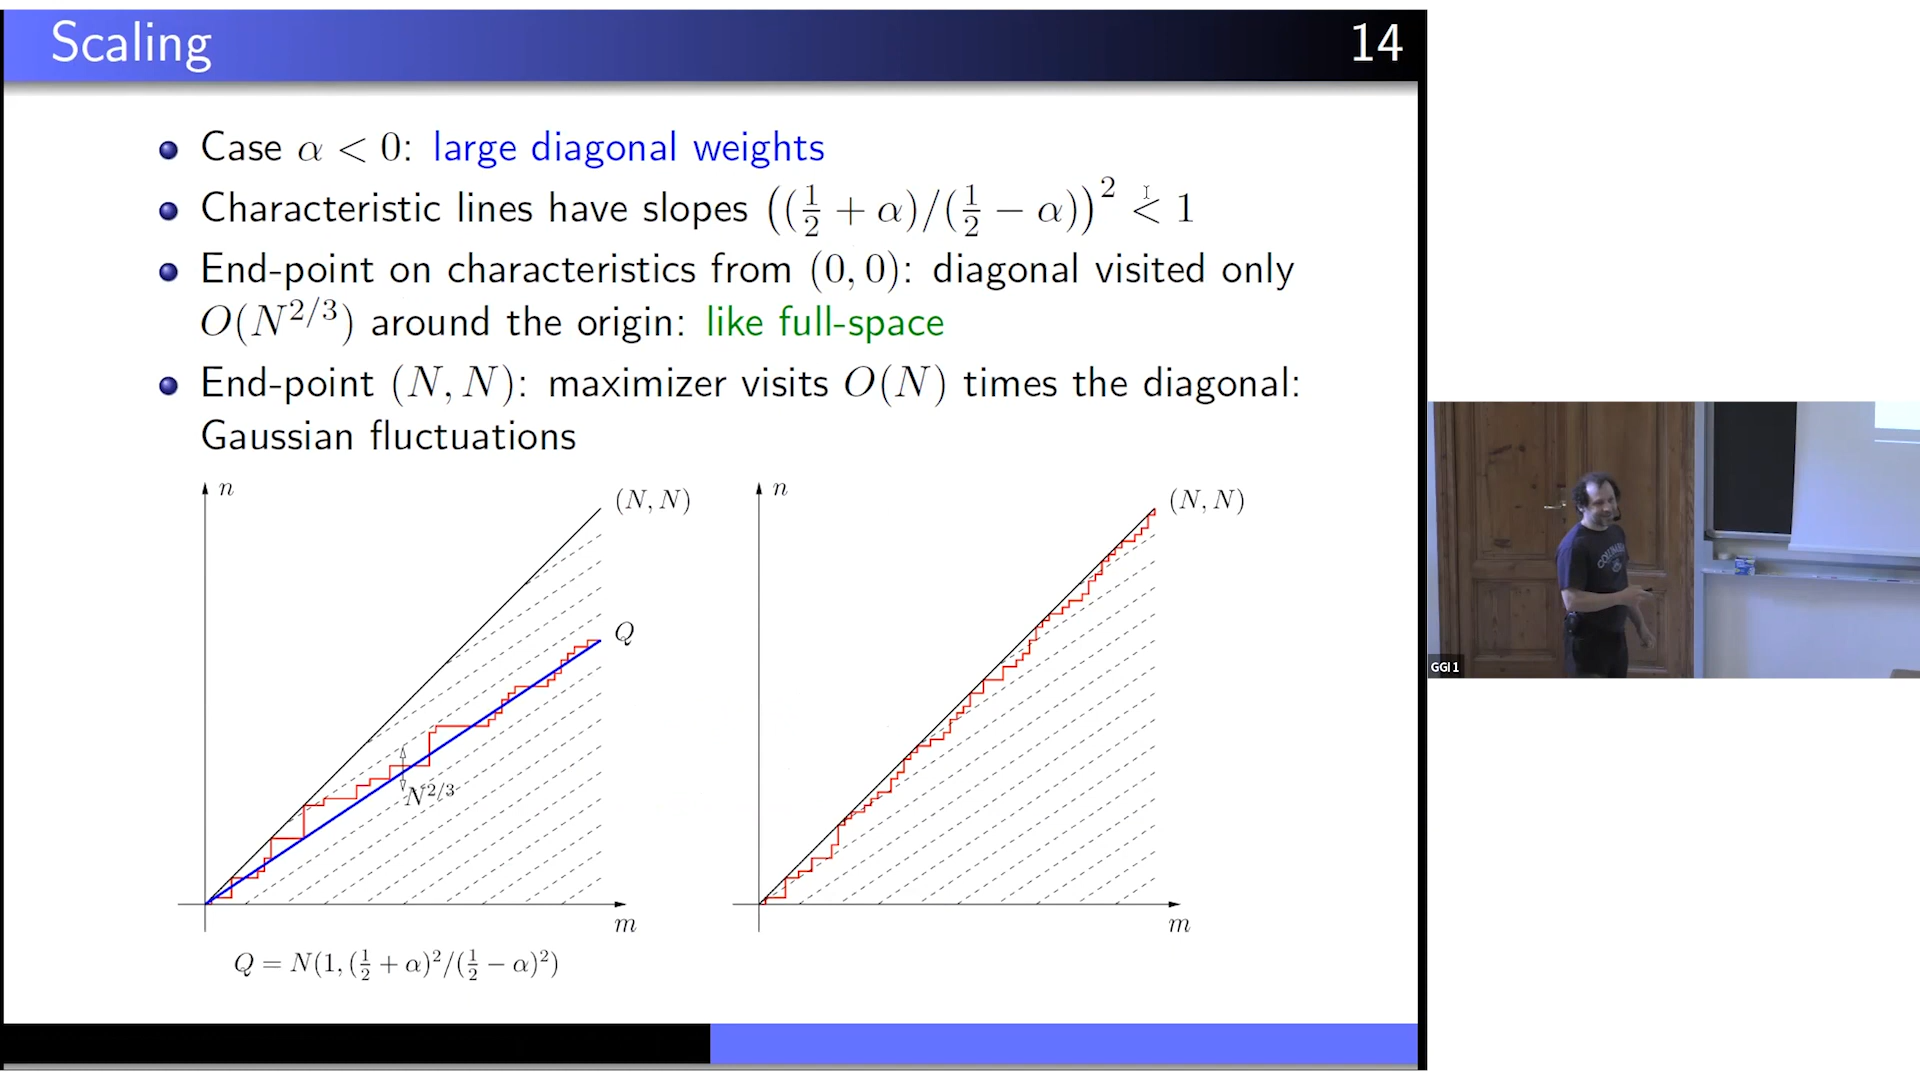 Scaling 14
Case α < 0: large diagonal weights
Characteristic lines have slopes ((1/2 + α)/(1/2 − α))² < 1
End-point on characteristics from (0, 0): diagonal visited only
O(N^{2/3}) around the origin: like full-space
End-point (N, N): maximizer visits O(N) times the diagonal:
Gaussian fluctuations
n
(N, N)
Q
N^{2/3}
m
Q = N(1, (1/2 + α)²/(1/2 − α)²)
n
(N, N)
m
GGI 1